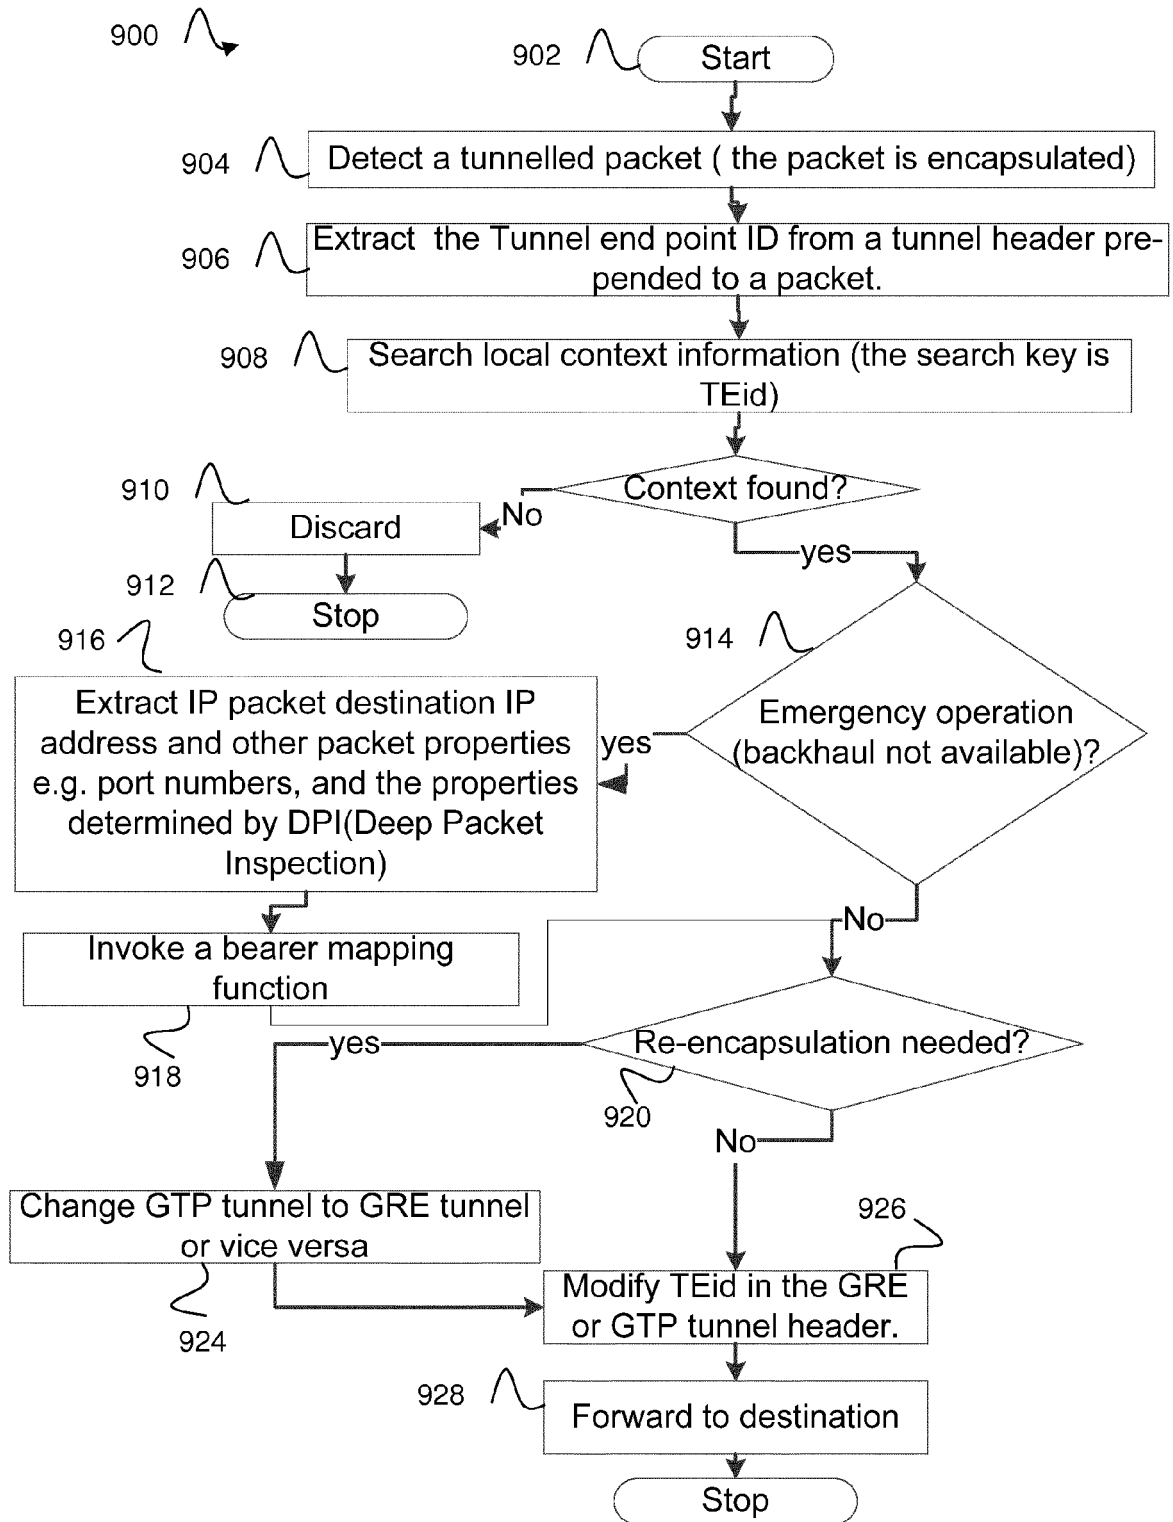 900
902
Start
904
Detect a tunnelled packet ( the packet is encapsulated)
906
Extract the Tunnel end point ID from a tunnel header pre-
pended to a packet.
908
Search local context information (the search key is
TEid)
Context found?
910
No
Discard
yes
912
Stop
914
916
Extract IP packet destination IP
address and other packet properties
e.g. port numbers, and the properties
determined by DPI(Deep Packet
Inspection)
yes
Emergency operation
(backhaul not available)?
No
Invoke a bearer mapping
function
918
yes
Re-encapsulation needed?
920
No
Change GTP tunnel to GRE tunnel
or vice versa
924
926
Modify TEid in the GRE
or GTP tunnel header.
928
Forward to destination
Stop